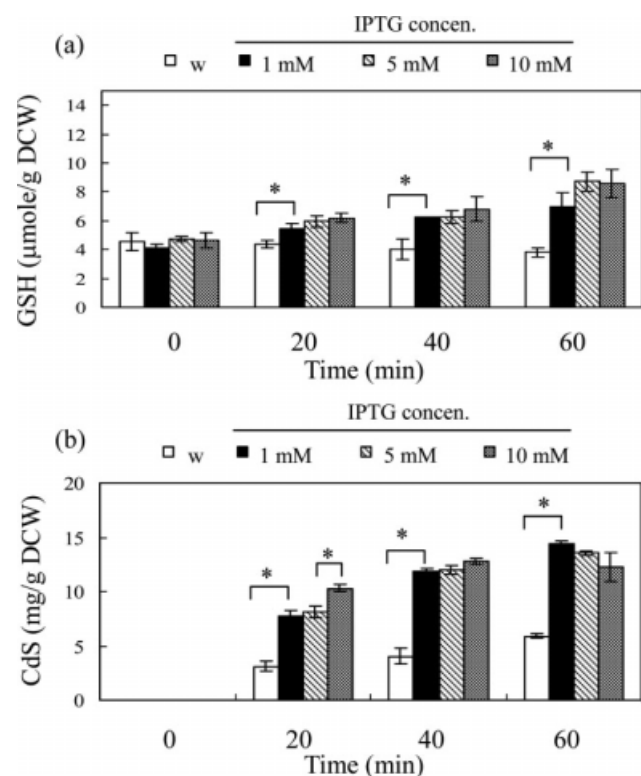 (a)
IPTG concen.
w 1 mM 5 mM 10 mM
GSH (μmole/g DCW)
14
12
10
8
6
4
2
0
* * *
0 20 40 60
Time (min)
(b)
IPTG concen.
w 1 mM 5 mM 10 mM
CdS (mg/g DCW)
20
15
10
5
0
* * * *
0 20 40 60
Time (min)